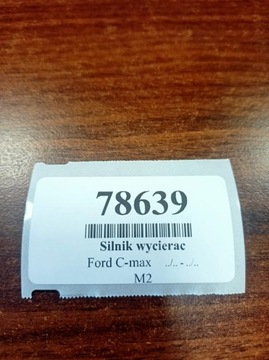 78639
Silnik wycierac
Ford C-max ../.. - ../..
M2